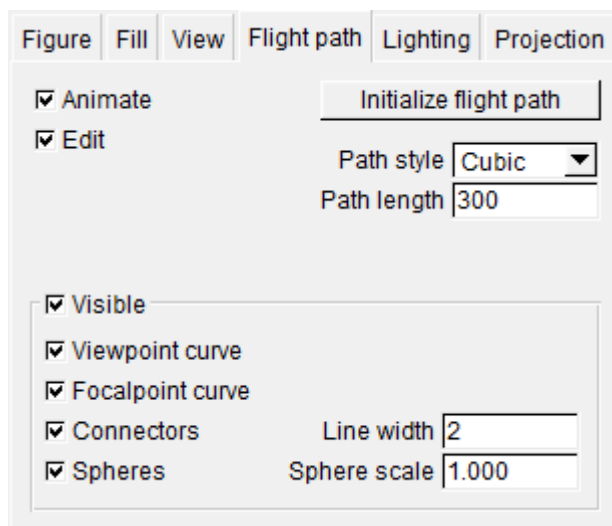 Figure Fill View Flight path Lighting Projection
Animate Initialize flight path
Edit
Path style Cubic
Path length 300
Visible
Viewpoint curve
Focalpoint curve
Connectors Line width 2
Spheres Sphere scale 1.000